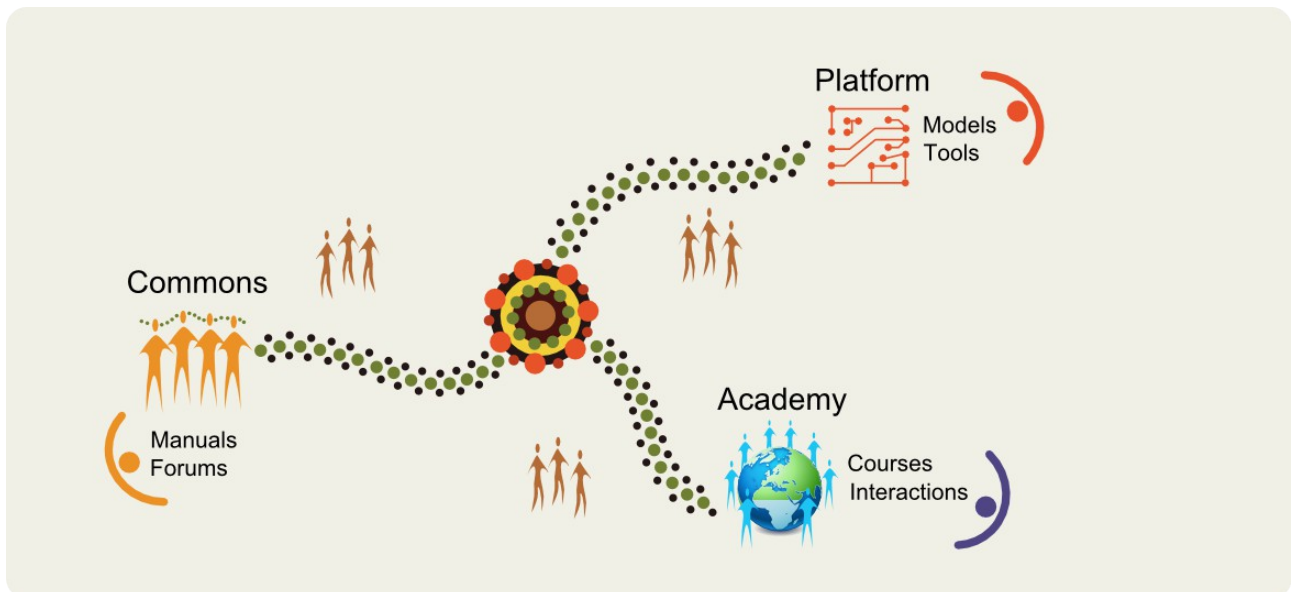 Platform
Models
Tools
Commons
Manuals
Forums
Academy
Courses
Interactions